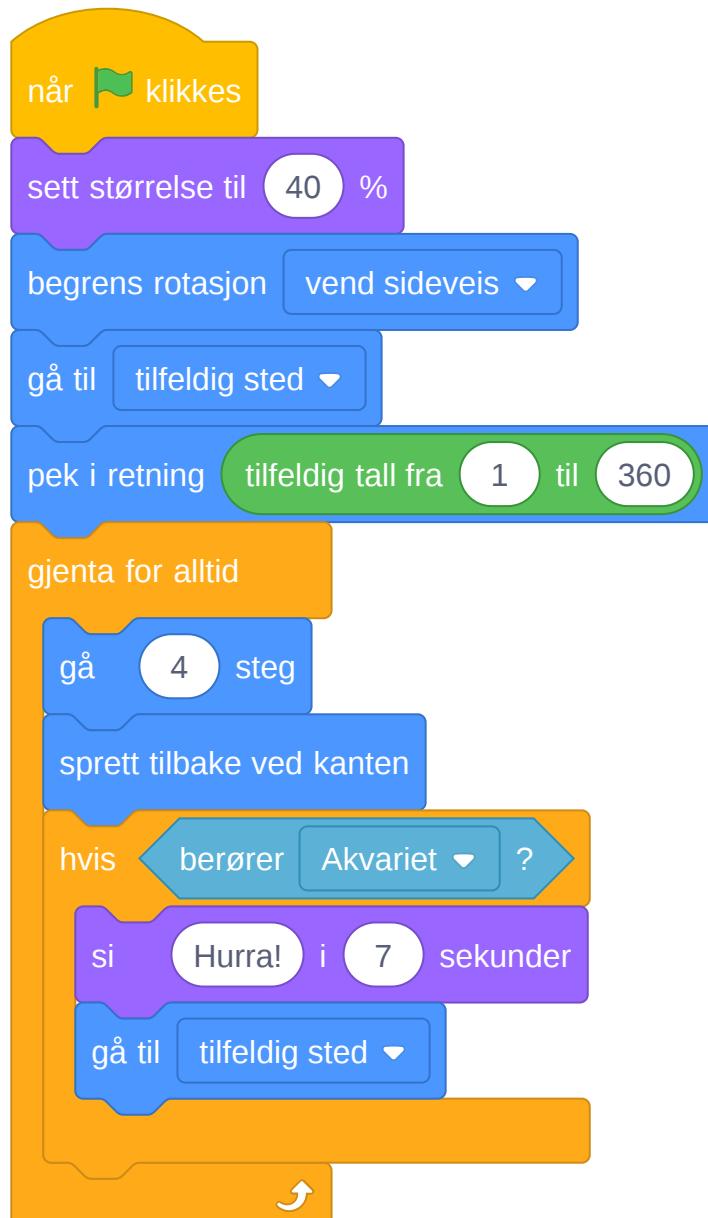 når klikkes
sett størrelse til 40 %
begrens rotasjon vend sideveis
gå til tilfeldig sted
pek i retning tilfeldig tall fra 1 til 360
gjenta for alltid
gå 4 steg
sprett tilbake ved kanten
hvis berører Akvariet ?
si Hurra! i 7 sekunder
gå til tilfeldig sted